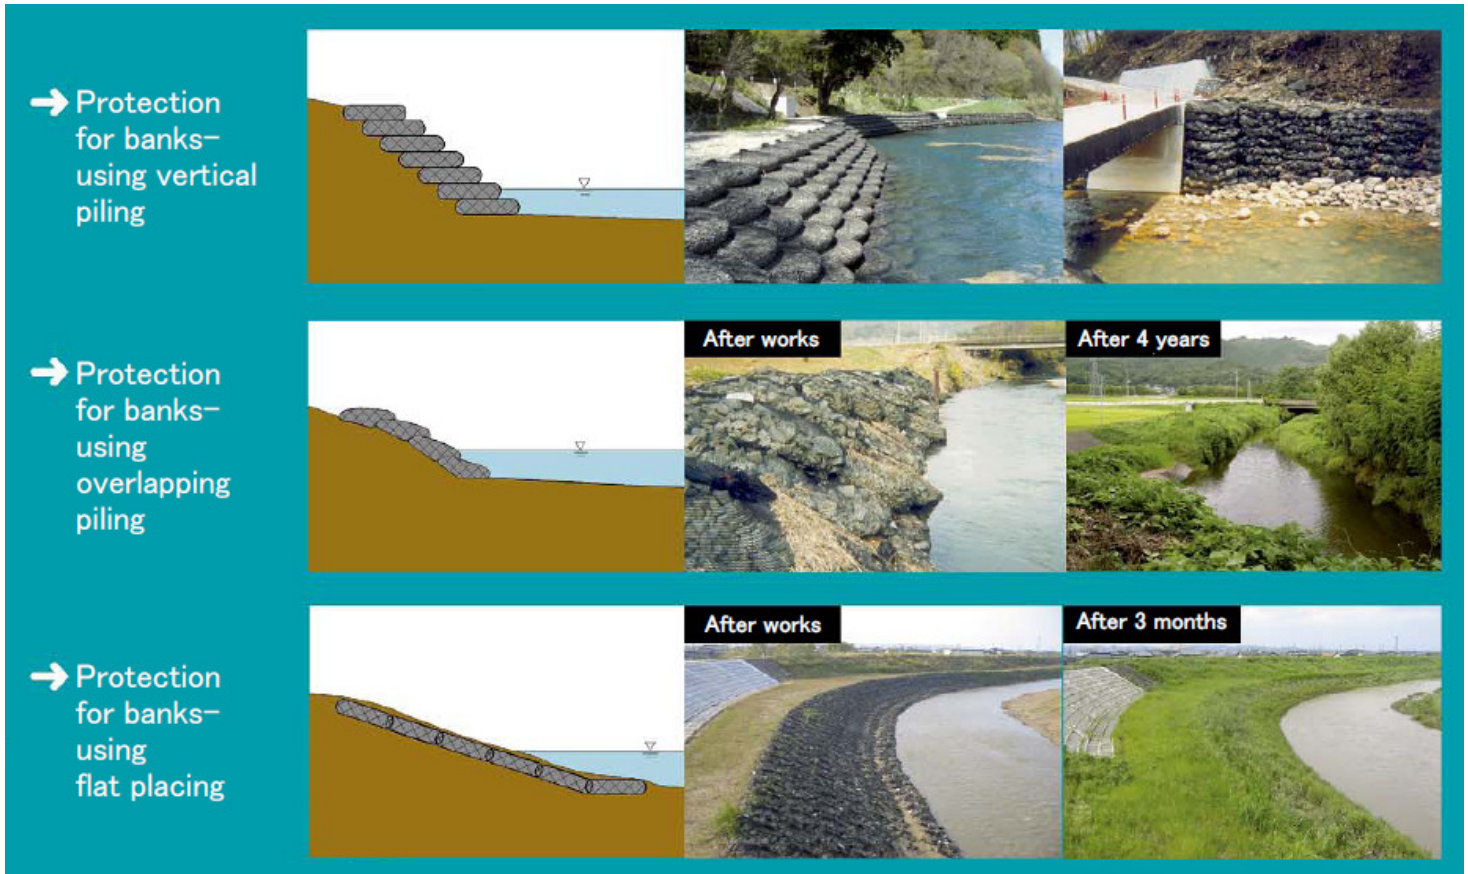 Protection
for banks-
using vertical
piling
After works
After 4 years
Protection
for banks-
using
overlapping
piling
After works
After 3 months
Protection
for banks-
using
flat placing